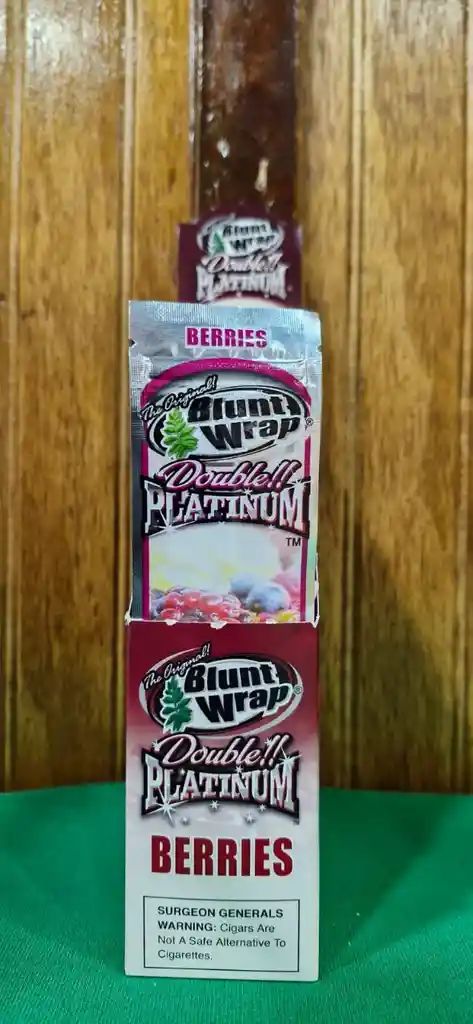 Blunt
Wrap
Double!!
PLATINUM
BERRIES
The Original!
Blunt
Wrap®
Double!!
PLATINUM
TM
The Original!
Blunt
Wrap®
Double!!
PLATINUM
BERRIES
SURGEON GENERALS
WARNING: Cigars Are
Not A Safe Alternative To
Cigarettes.